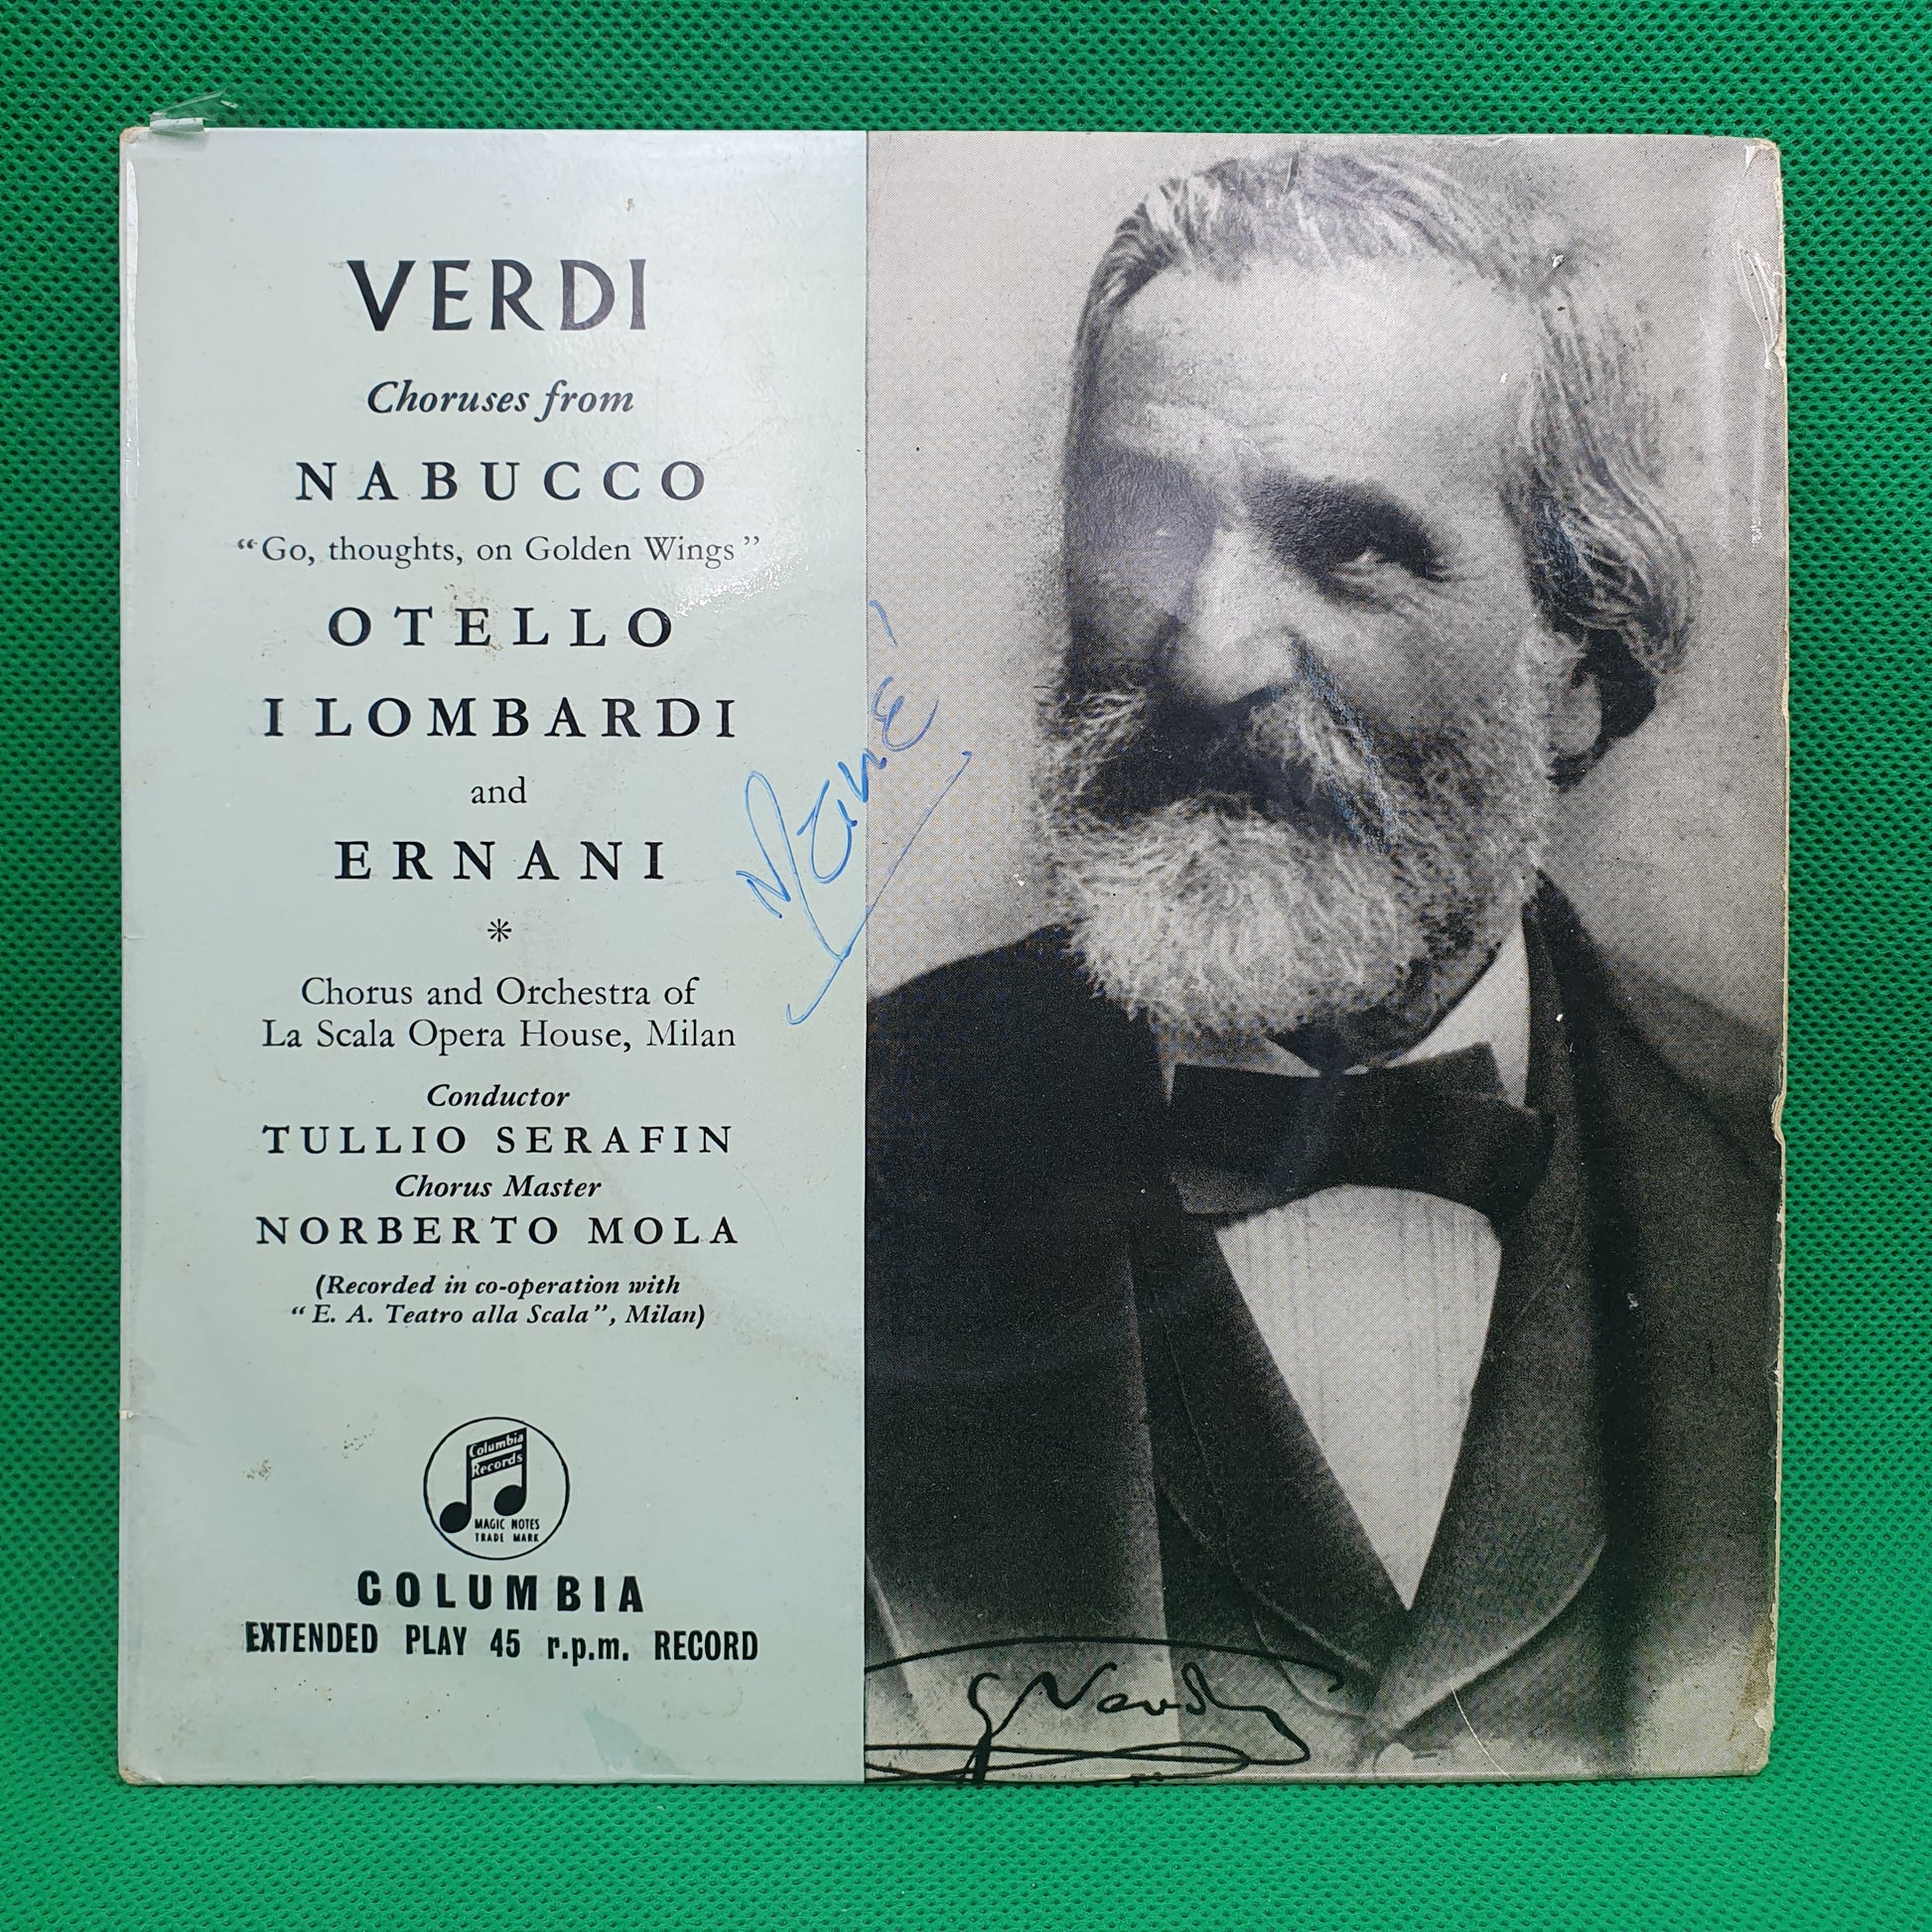 VERDI
Choruses from
NABUCCO
“Go, thoughts, on Golden Wings”
OTELLO
I LOMBARDI
and
ERNANI
*
Chorus and Orchestra of
La Scala Opera House, Milan
Conductor
TULLIO SERAFIN
Chorus Master
NORBERTO MOLA
(Recorded in co-operation with
“E. A. Teatro alla Scala”, Milan)
Columbia
Records
MAGIC NOTES
TRADE MARK
COLUMBIA
EXTENDED PLAY 45 r.p.m. RECORD
G Verdi